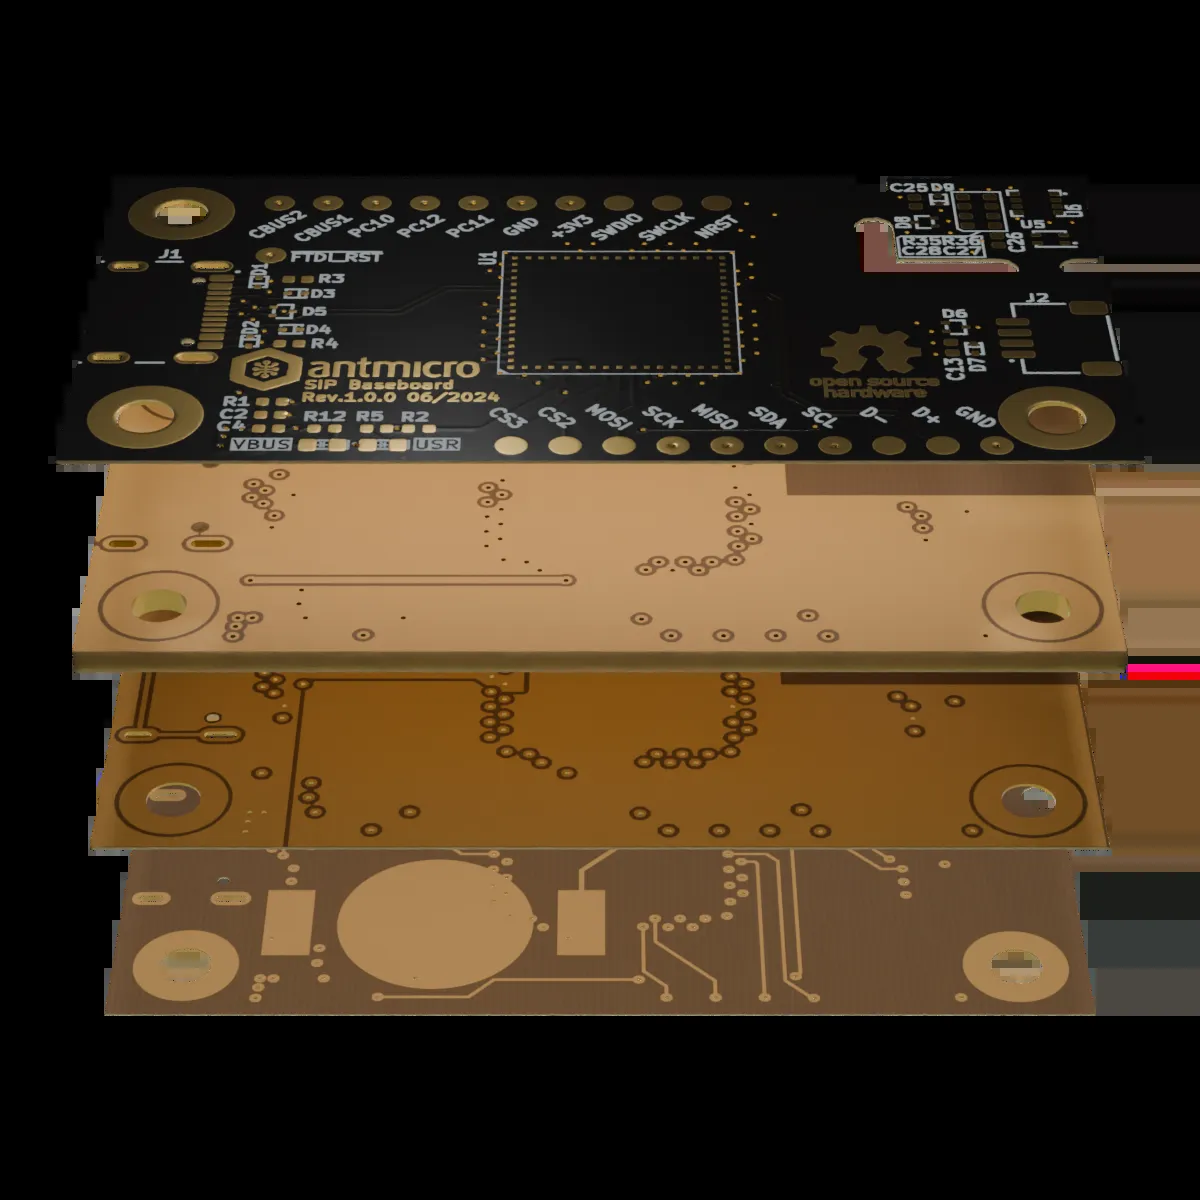 C25 D9
D8
D6
U5
C26
R35 R36
C28 C27
CBUS2 CBUS1 PC10 PC12 PC11 GND +3V3 SWDIO SWCLK NRST
J1
FTDI_RST
U1
D1
R3
D3
D5
D2
D4
R4
J2
D6
C13
D7
antmicro
SIP Baseboard
Rev.1.0.0 06/2024
open source
hardware
R1
C2
C4
R12 R5 R2
VBUS USR
CS3 CS2 MOSI SCK MISO SDA SCL D- D+ GND